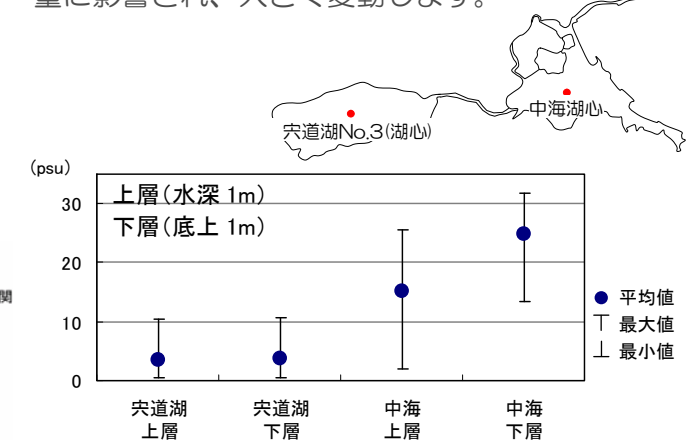 量に影響され、大きく変動します。
宍道湖No.3(湖心)
中海湖心
(psu)
上層(水深 1m)
下層(底上 1m)
30
20
10
0
平均値
最大値
最小値
宍道湖
上層
宍道湖
下層
中海
上層
中海
下層
関